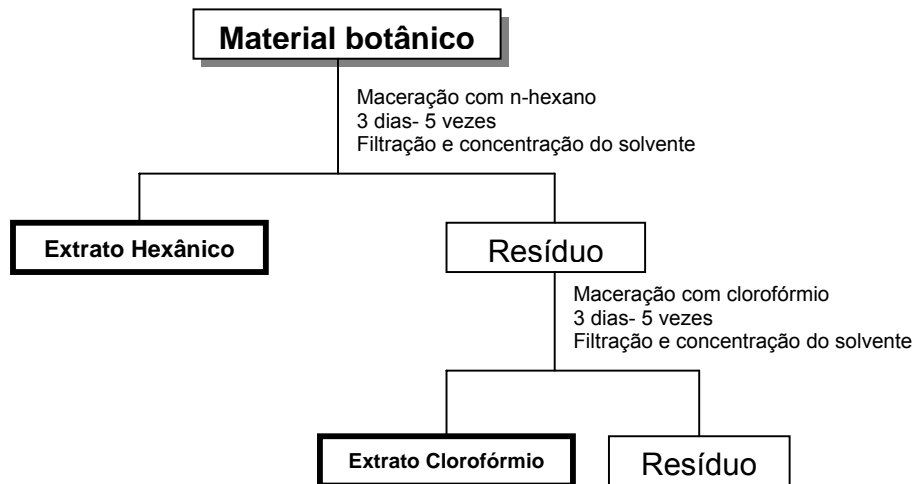 Material botânico
Maceração com n-hexano
3 dias- 5 vezes
Filtração e concentração do solvente
Extrato Hexânico
Resíduo
Maceração com clorofórmio
3 dias- 5 vezes
Filtração e concentração do solvente
Extrato Clorofórmio
Resíduo